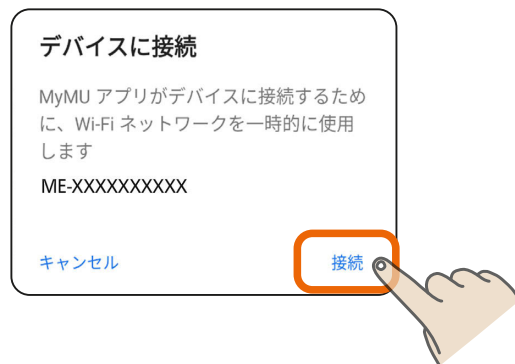 デバイスに接続
MyMU アプリがデバイスに接続するため
に、Wi-Fi ネットワークを一時的に使用
します
ME-XXXXXXXXXX
キャンセル
接続